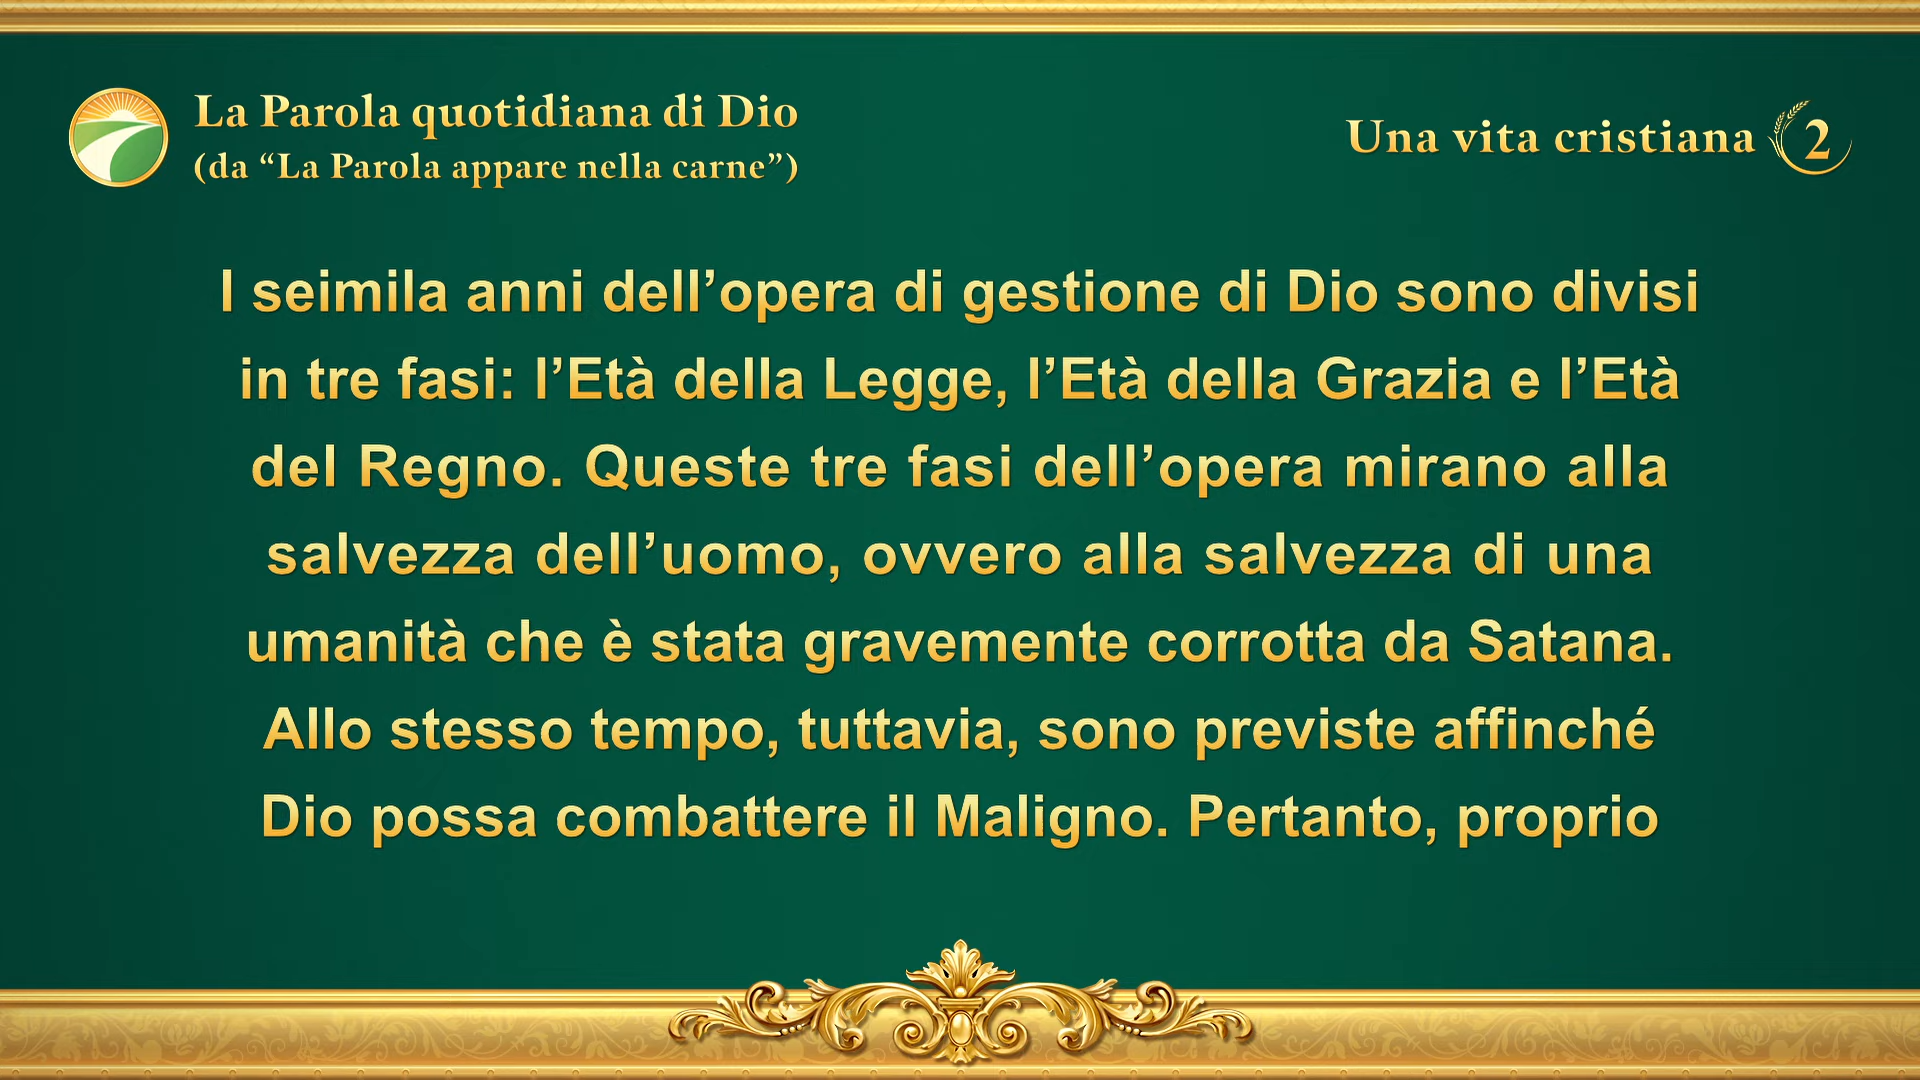 La Parola quotidiana di Dio
(da “La Parola appare nella carne”)
Una vita cristiana 2
I seimila anni dell’opera di gestione di Dio sono divisi
in tre fasi: l’Età della Legge, l’Età della Grazia e l’Età
del Regno. Queste tre fasi dell’opera mirano alla
salvezza dell’uomo, ovvero alla salvezza di una
umanità che è stata gravemente corrotta da Satana.
Allo stesso tempo, tuttavia, sono previste affinché
Dio possa combattere il Maligno. Pertanto, proprio